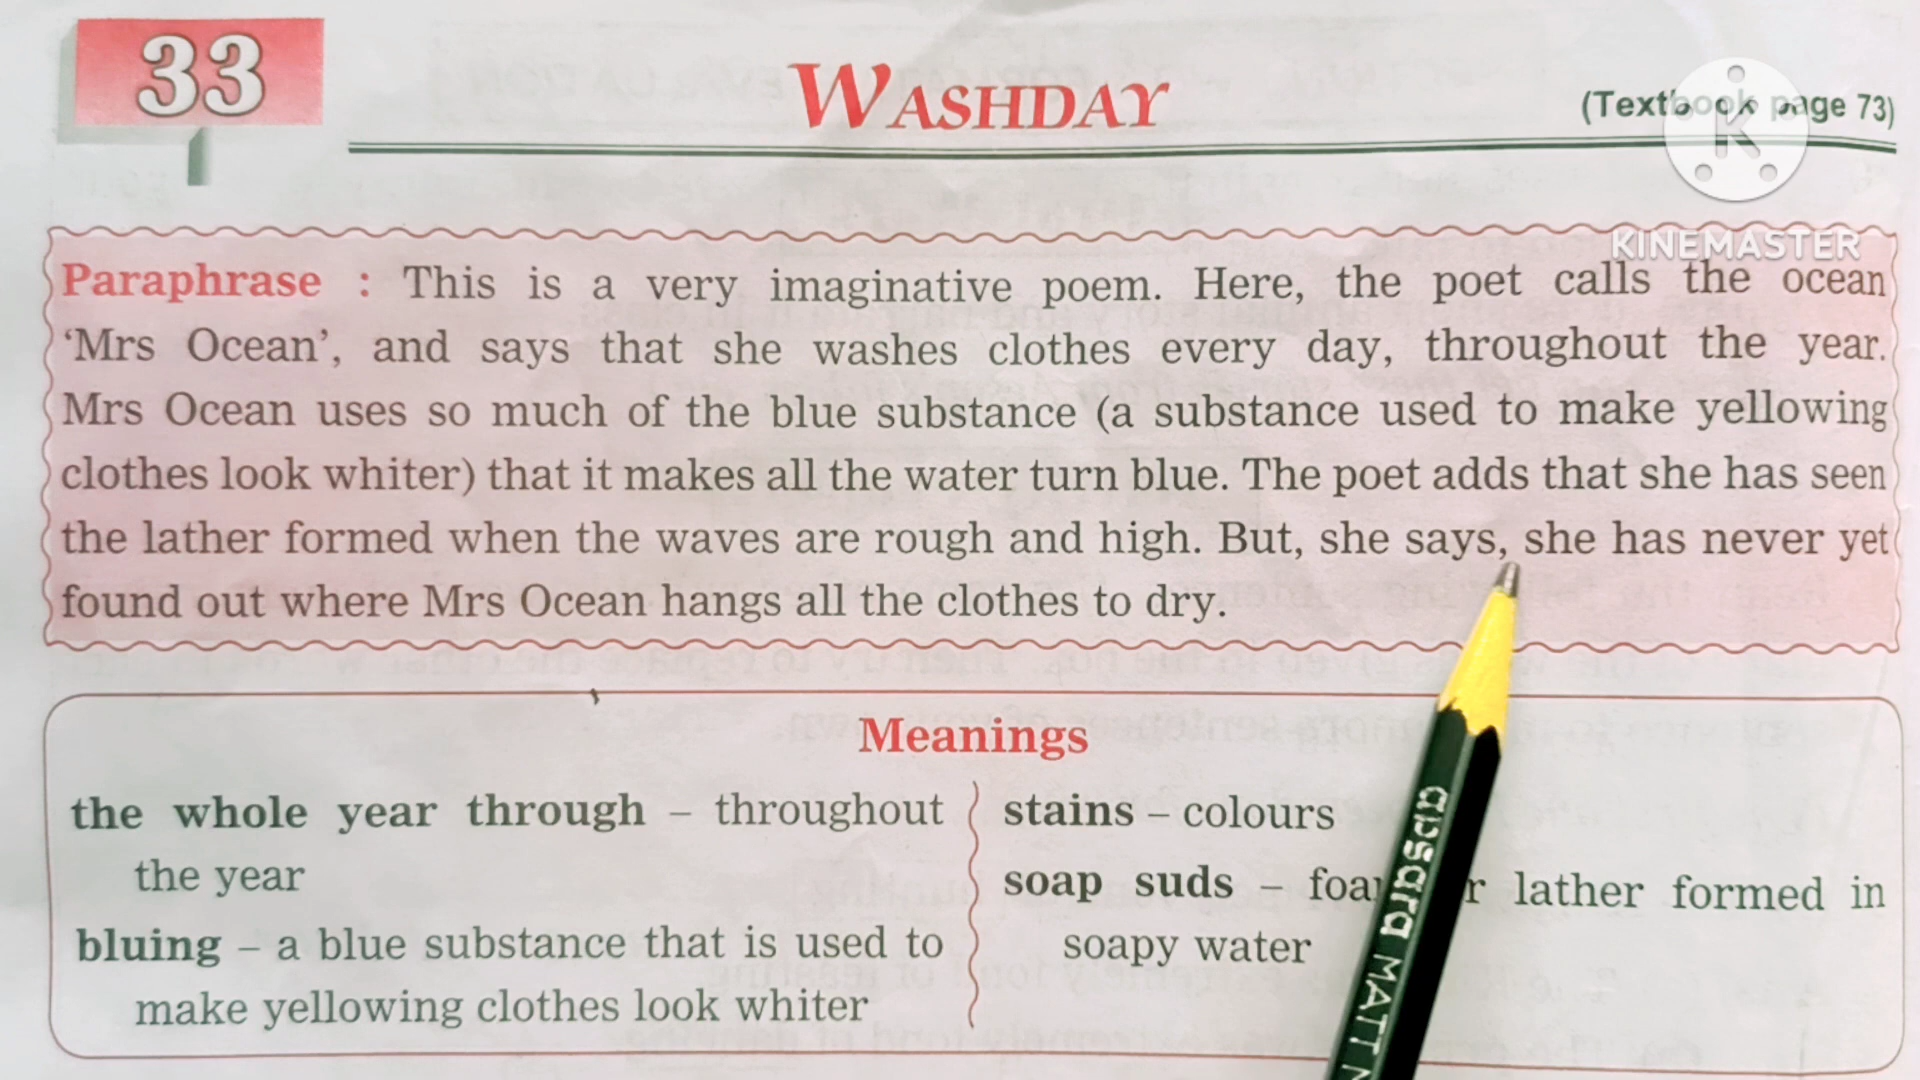 33
WASHDAY
(Textbook page 73)
K
KINEMASTER
Paraphrase : This is a very imaginative poem. Here, the poet calls the ocean
‘Mrs Ocean’, and says that she washes clothes every day, throughout the year.
Mrs Ocean uses so much of the blue substance (a substance used to make yellowing
clothes look whiter) that it makes all the water turn blue. The poet adds that she has seen
the lather formed when the waves are rough and high. But, she says, she has never yet
found out where Mrs Ocean hangs all the clothes to dry.
Meanings
the whole year through – throughout
the year
bluing – a blue substance that is used to
make yellowing clothes look whiter
stains – colours
soap suds – lather formed in
soapy water
apsara MATT